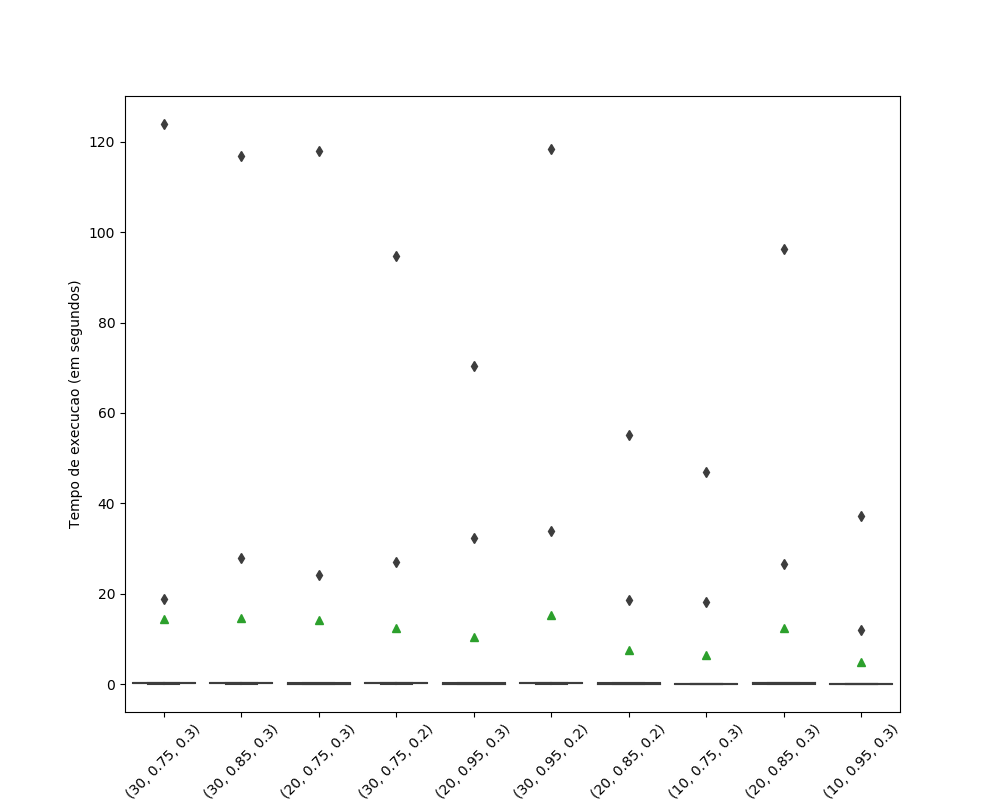 120
100
80
60
40
20
0
Tempo de execucao (em segundos)
(30, 0.75, 0.3)
(30, 0.85, 0.3)
(20, 0.75, 0.3)
(30, 0.75, 0.2)
(20, 0.95, 0.3)
(30, 0.95, 0.2)
(20, 0.85, 0.2)
(10, 0.75, 0.3)
(20, 0.85, 0.3)
(10, 0.95, 0.3)